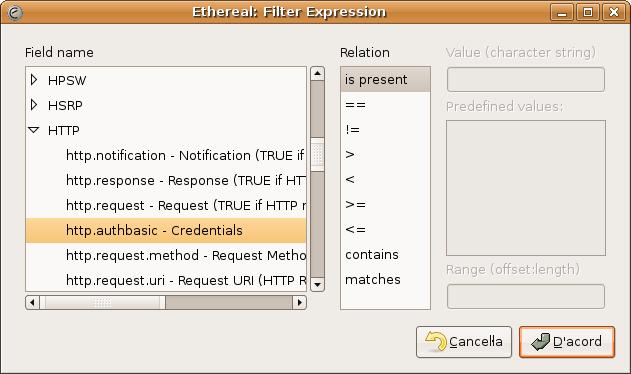 Ethereal: Filter Expression
Field name
HPSW
HSRP
HTTP
http.notification - Notification (TRUE if
http.response - Response (TRUE if HTT
http.request - Request (TRUE if HTTP r
http.authbasic - Credentials
http.request.method - Request Metho
http.request.uri - Request URI (HTTP R
Relation
is present
==
!=
>
<
>=
<=
contains
matches
Value (character string)
Predefined values:
Range (offset:length)
Cancel·la
D'acord